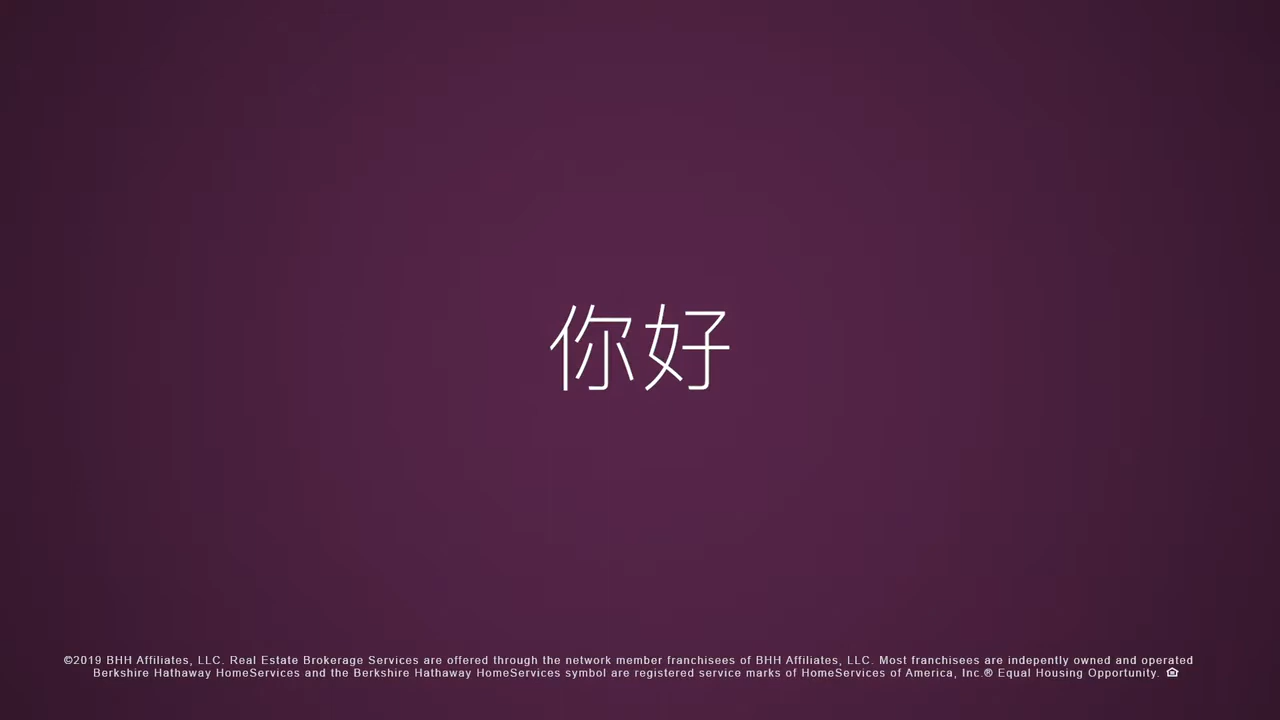 你好
©2019 BHH Affiliates, LLC. Real Estate Brokerage Services are offered through the network member franchisees of BHH Affiliates, LLC. Most franchisees are indepently owned and operated
Berkshire Hathaway HomeServices and the Berkshire Hathaway HomeServices symbol are registered service marks of HomeServices of America, Inc.® Equal Housing Opportunity.